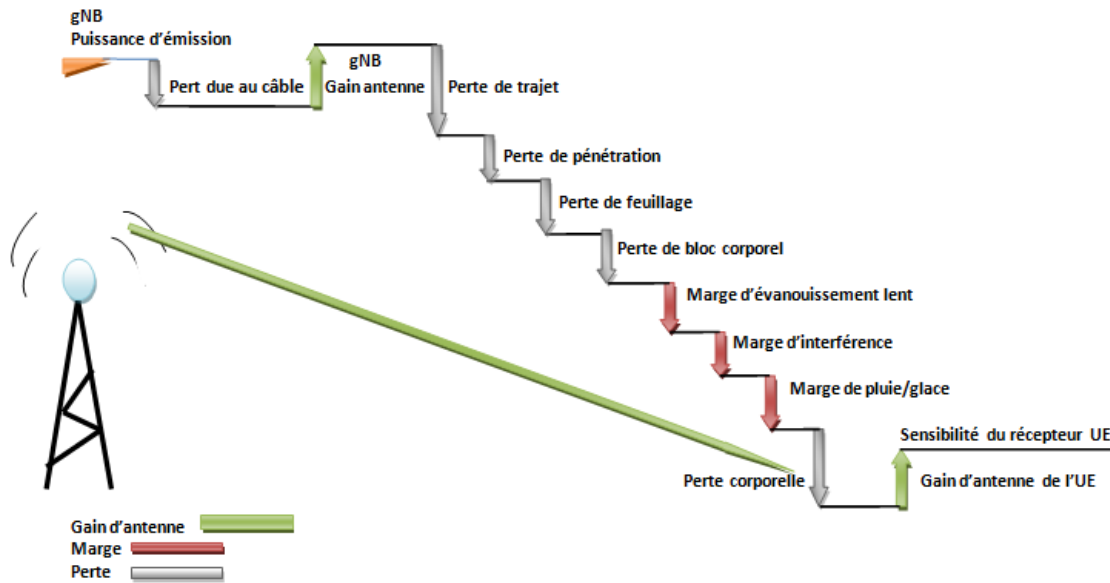 gNB
Puissance d'émission
Pert due au câble
gNB
Gain antenne
Perte de trajet
Perte de pénétration
Perte de feuillage
Perte de bloc corporel
Marge d'évanouissement lent
Marge d'interférence
Marge de pluie/glace
Sensibilité du récepteur UE
Perte corporelle
Gain d'antenne de l'UE
Gain d'antenne
Marge
Perte